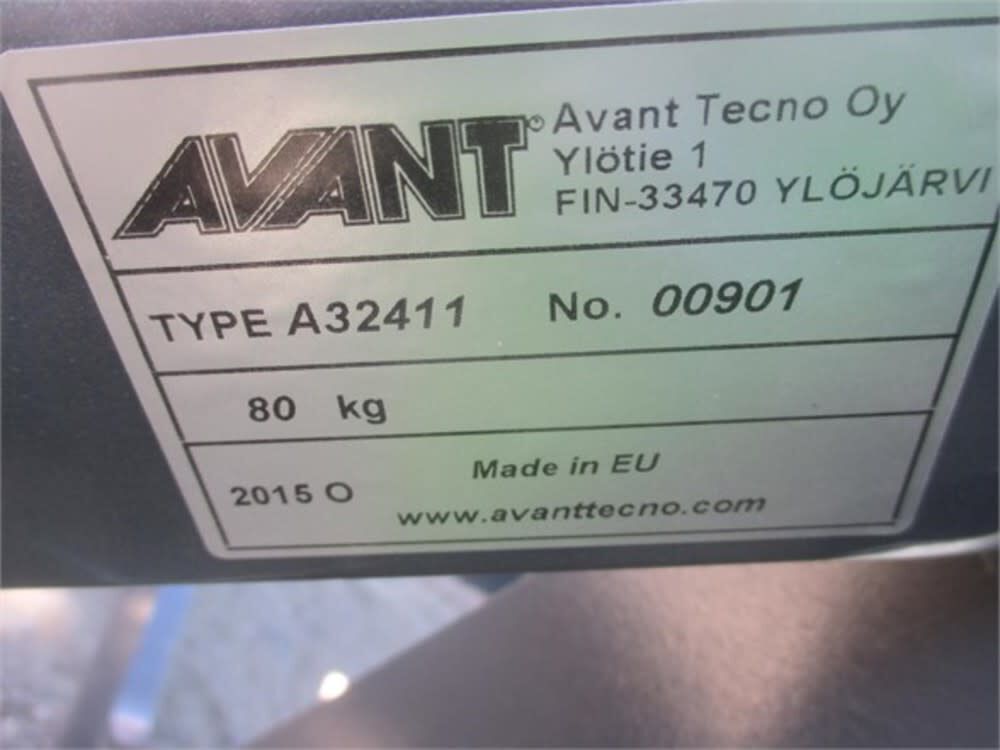 AVANT® Avant Tecno Oy
Ylötie 1
FIN-33470 YLÖJÄRVI
TYPE A32411 No. 00901
80 kg
2015 O Made in EU
www.avanttecno.com